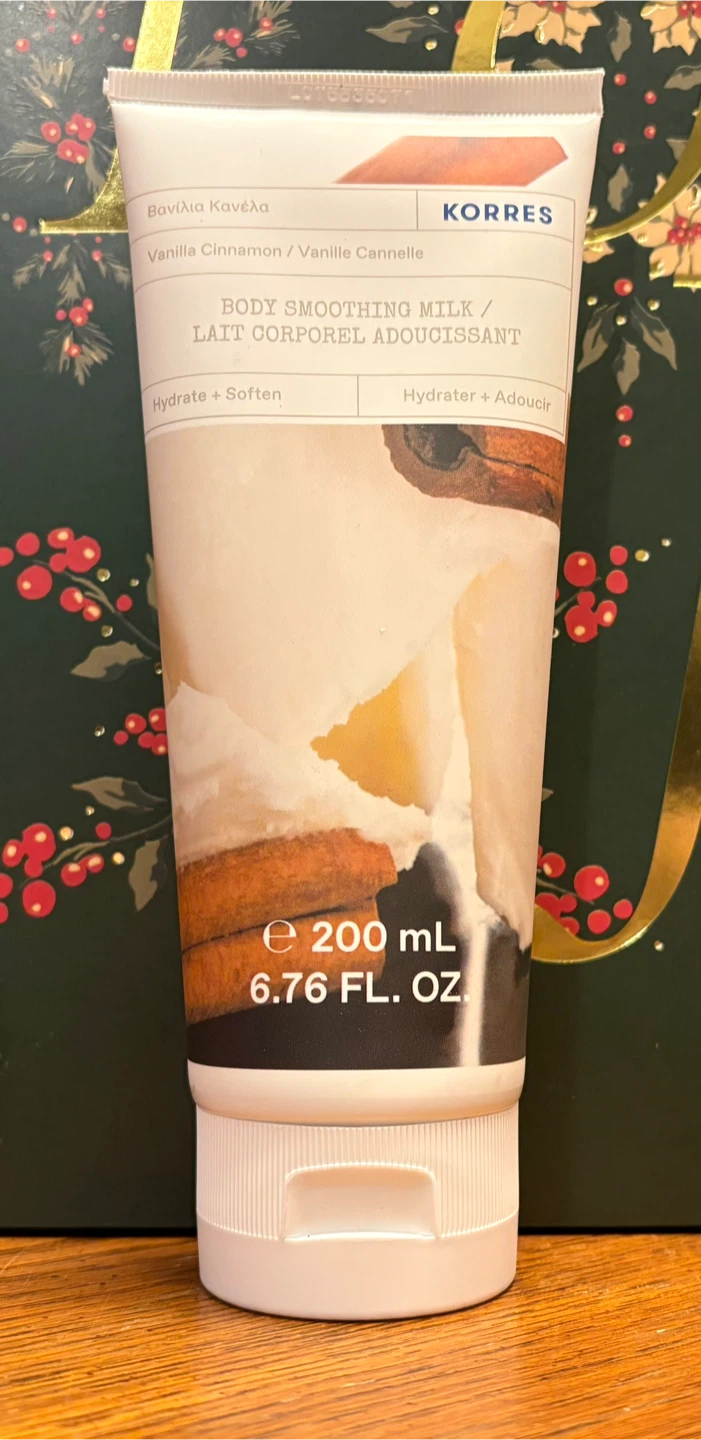 Βανίλια Κανέλα
KORRES
Vanilla Cinnamon / Vanille Cannelle
BODY SMOOTHING MILK /
LAIT CORPOREL ADOUCISSANT
Hydrate + Soften
Hydrater + Adoucir
℮ 200 mL
6.76 FL. OZ.